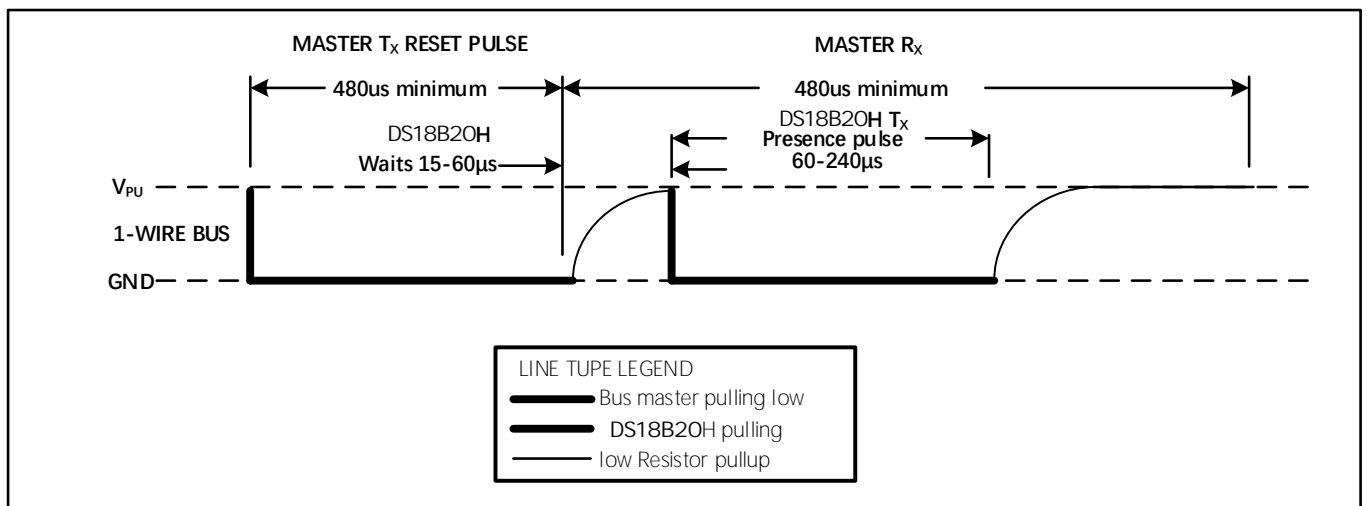 MASTER TX RESET PULSE
MASTER RX
480us minimum
480us minimum
DS18B20H
Waits 15-60μs
DS18B20H TX
Presence pulse
60-240μs
VPU
1-WIRE BUS
GND
LINE TUPE LEGEND
Bus master pulling low
DS18B20H pulling
low Resistor pullup